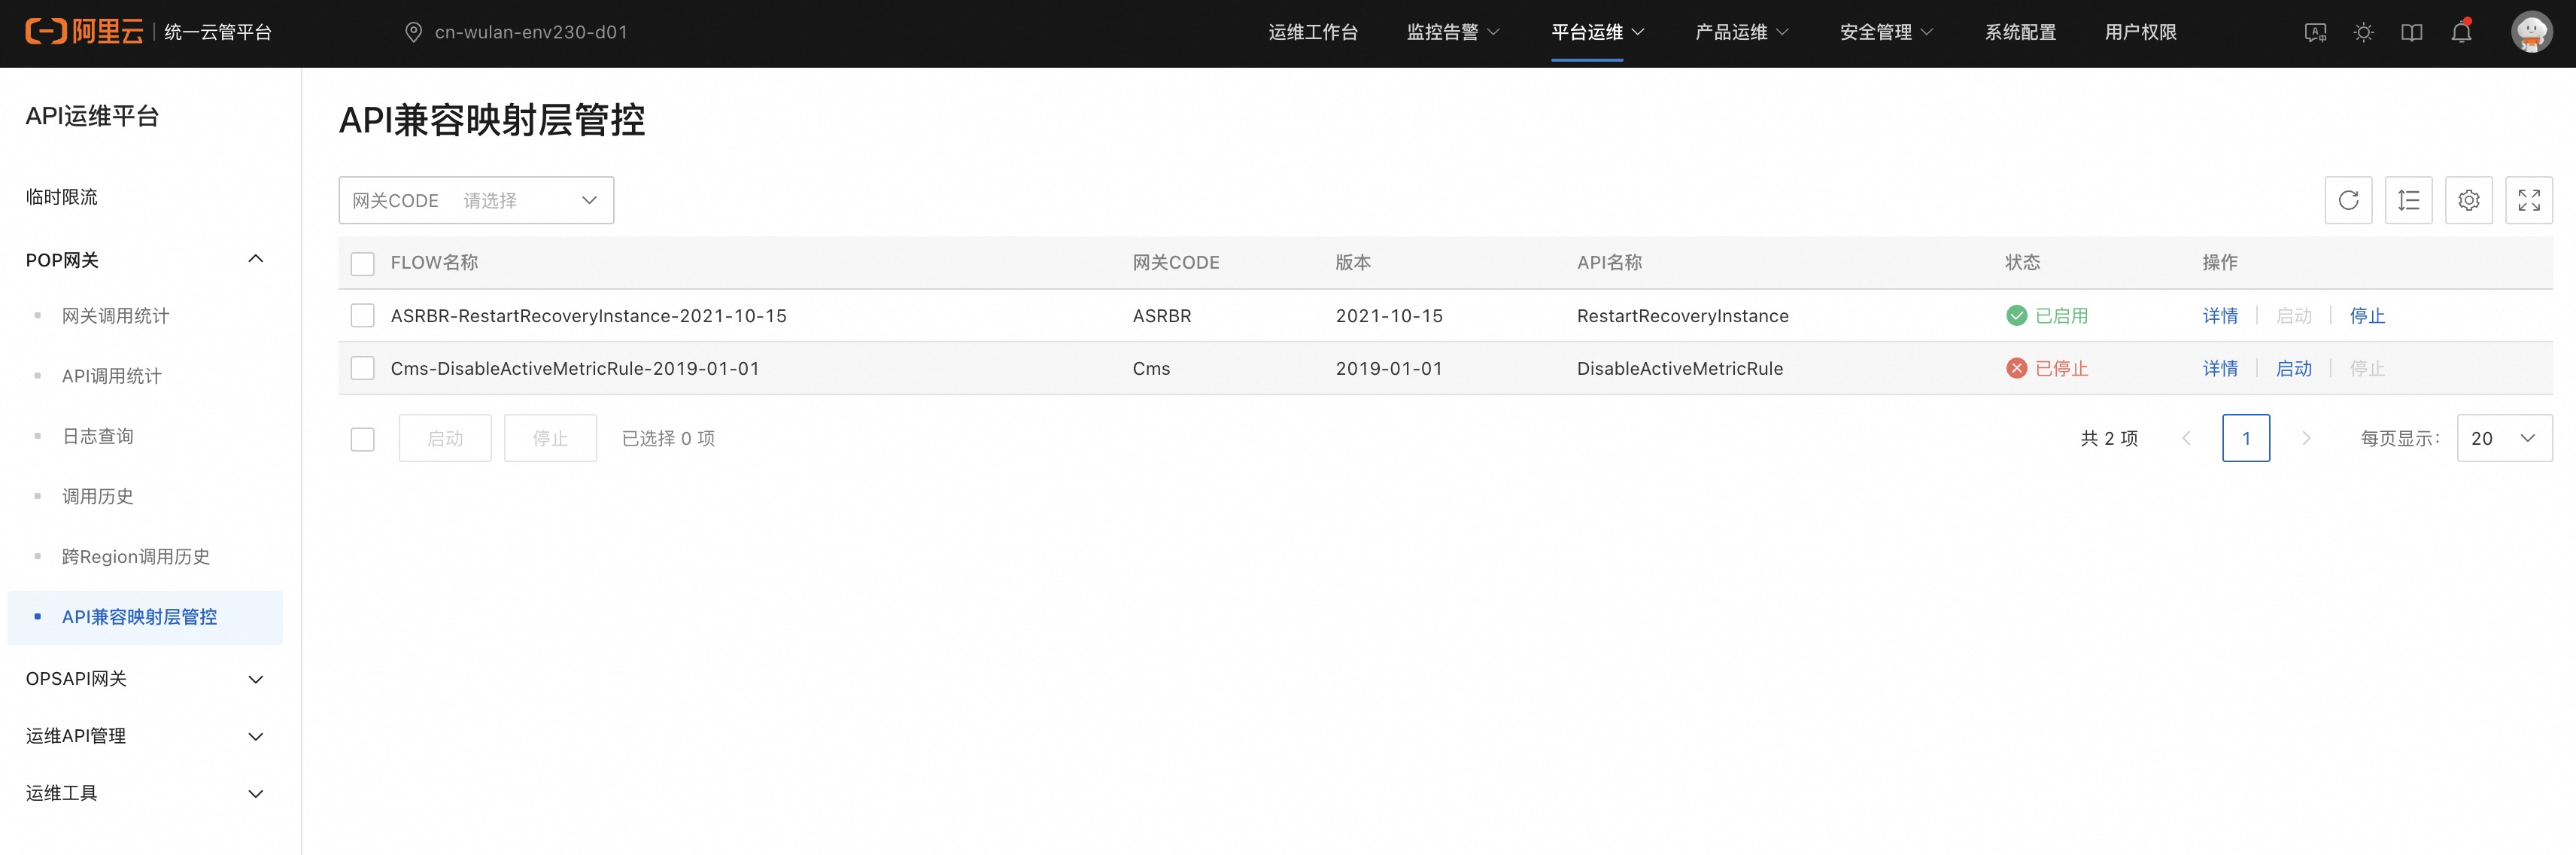 阿里云 统一云管平台 cn-wulan-env230-d01 运维工作台 监控告警 平台运维 产品运维 安全管理 系统配置 用户权限
API运维平台
临时限流
POP网关
网关调用统计
API调用统计
日志查询
调用历史
跨Region调用历史
API兼容映射层管控
OPSAPI网关
运维API管理
运维工具
API兼容映射层管控
网关CODE 请选择
FLOW名称 网关CODE 版本 API名称 状态 操作
ASRBR-RestartRecoveryInstance-2021-10-15 ASRBR 2021-10-15 RestartRecoveryInstance 已启用 详情 启动 停止
Cms-DisableActiveMetricRule-2019-01-01 Cms 2019-01-01 DisableActiveMetricRule 已停止 详情 启动 停止
启动 停止 已选择 0 项 共 2 项 1 每页显示: 20